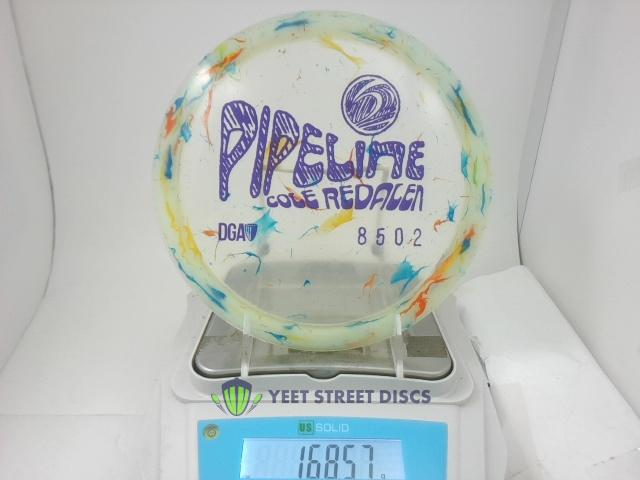 PIPELINE
COLE REDALEN
DGA
8502
YEET STREET DISCS
US SOLID
168.57 g